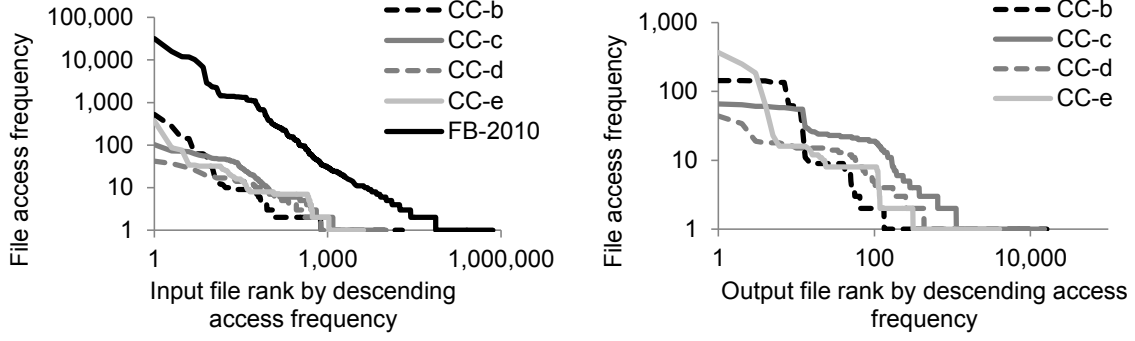 100,000
10,000
1,000
100
10
1
File access frequency
1
1,000
1,000,000
Input file rank by descending
access frequency
CC-b
CC-c
CC-d
CC-e
FB-2010
1,000
100
10
1
File access frequency
1
100
10,000
Output file rank by descending access
frequency
CC-b
CC-c
CC-d
CC-e